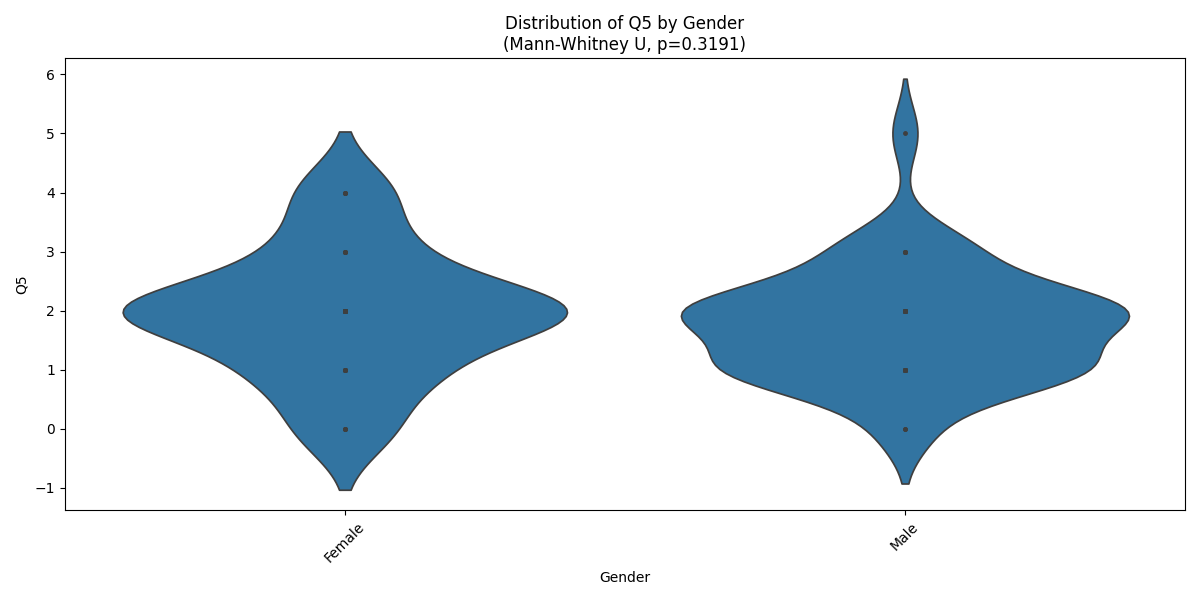 Distribution of Q5 by Gender
(Mann-Whitney U, p=0.3191)
6
5
4
3
2
1
0
−1
Q5
Female
Male
Gender